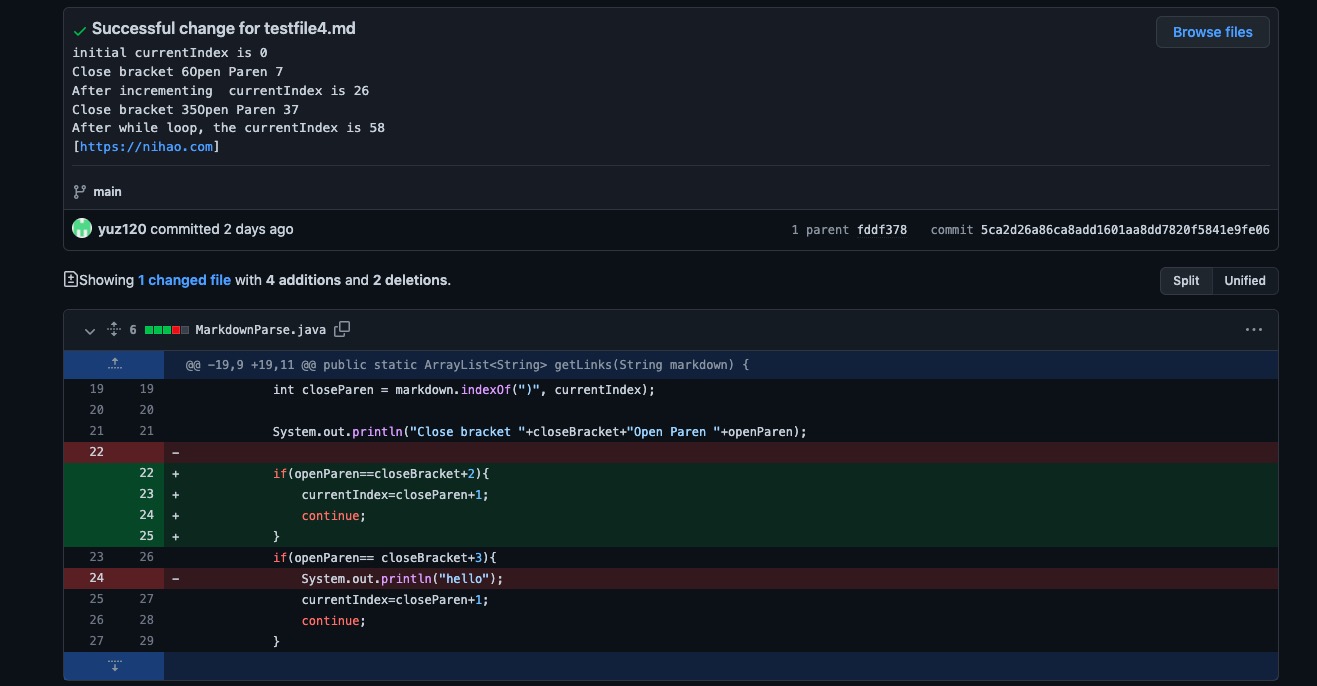 Successful change for testfile4.md
Browse files
initial currentIndex is 0
Close bracket 6Open Paren 7
After incrementing  currentIndex is 26
Close bracket 35Open Paren 37
After while loop, the currentIndex is 58
[https://nihao.com]
main
yuz120 committed 2 days ago 1 parent fddf378 commit 5ca2d26a86ca8add1601aa8dd7820f5841e9fe06
Showing 1 changed file with 4 additions and 2 deletions. Split Unified
6 MarkdownParse.java ...
@@ -19,9 +19,11 @@ public static ArrayList<String> getLinks(String markdown) {
19 19 int closeParen = markdown.indexOf(")", currentIndex);
20 20
21 21 System.out.println("Close bracket "+closeBracket+"Open Paren "+openParen);
22 -
22 + if(openParen==closeBracket+2){
23 + currentIndex=closeParen+1;
24 + continue;
25 + }
23 26 if(openParen== closeBracket+3){
24 - System.out.println("hello");
25 27 currentIndex=closeParen+1;
26 28 continue;
27 29 }